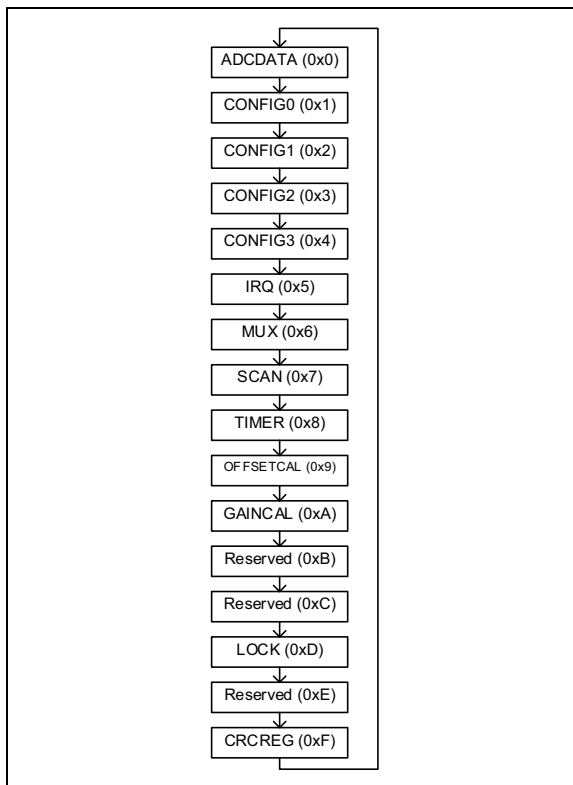 ADCDATA (0x0)
CONFIG0 (0x1)
CONFIG1 (0x2)
CONFIG2 (0x3)
CONFIG3 (0x4)
IRQ (0x5)
MUX (0x6)
SCAN (0x7)
TIMER (0x8)
OFFSETCAL (0x9)
GAINCAL (0xA)
Reserved (0xB)
Reserved (0xC)
LOCK (0xD)
Reserved (0xE)
CRCREG (0xF)